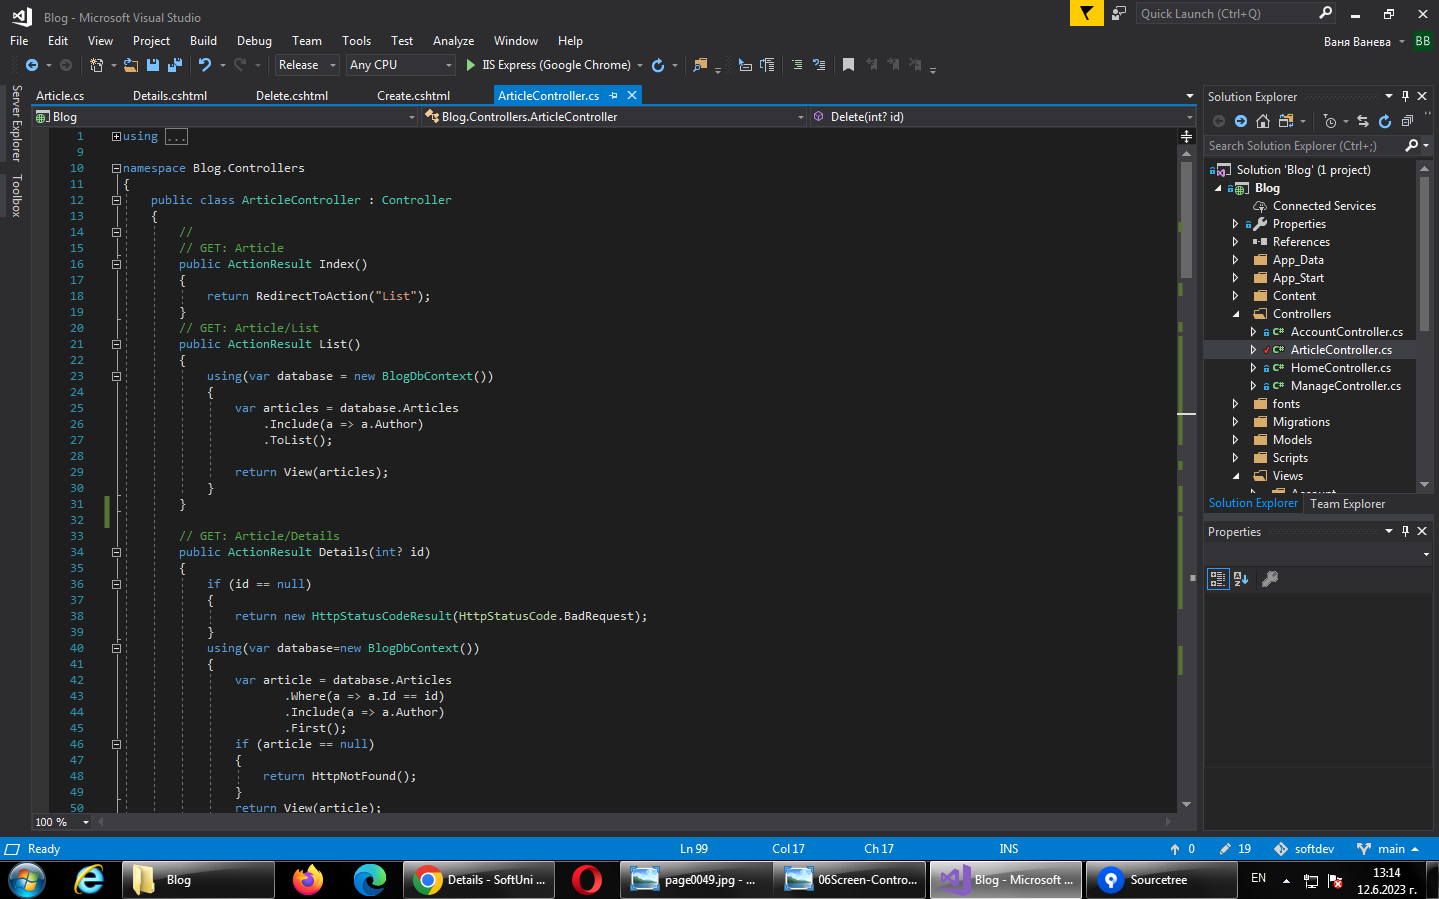 Blog - Microsoft Visual Studio
Quick Launch (Ctrl+Q)
File Edit View Project Build Debug Team Tools Test Analyze Window Help
Ваня Ванева BB
Release Any CPU IIS Express (Google Chrome)
Server Explorer
Toolbox
Article.cs Details.cshtml Delete.cshtml Create.cshtml ArticleController.cs
Blog Blog.Controllers.ArticleController Delete(int? id)
1 using ...
9
10 namespace Blog.Controllers
11 {
12 public class ArticleController : Controller
13 {
14 //
15 // GET: Article
16 public ActionResult Index()
17 {
18 return RedirectToAction("List");
19 }
20 // GET: Article/List
21 public ActionResult List()
22 {
23 using(var database = new BlogDbContext())
24 {
25 var articles = database.Articles
26 .Include(a => a.Author)
27 .ToList();
28
29 return View(articles);
30 }
31 }
32
33 // GET: Article/Details
34 public ActionResult Details(int? id)
35 {
36 if (id == null)
37 {
38 return new HttpStatusCodeResult(HttpStatusCode.BadRequest);
39 }
40 using(var database=new BlogDbContext())
41 {
42 var article = database.Articles
43 .Where(a => a.Id == id)
44 .Include(a => a.Author)
45 .First();
46 if (article == null)
47 {
48 return HttpNotFound();
49 }
50 return View(article);
100 %
Solution Explorer
Search Solution Explorer (Ctrl+;)
Solution 'Blog' (1 project)
Blog
Connected Services
Properties
References
App_Data
App_Start
Content
Controllers
C# AccountController.cs
C# ArticleController.cs
C# HomeController.cs
C# ManageController.cs
fonts
Migrations
Models
Scripts
Views
Account
Solution Explorer Team Explorer
Properties
Ready Ln 99 Col 17 Ch 17 INS 0 19 softdev main
Blog Details - SoftUni ... page0049.jpg - ... 06Screen-Contro... Blog - Microsoft ... Sourcetree EN 13:14
12.6.2023 г.